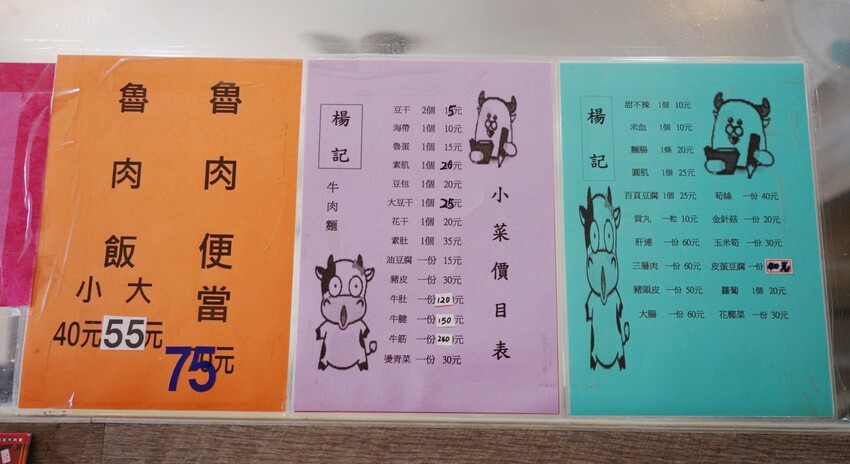 魯肉飯
小 大
40元 55元
魯肉便當
75元
楊記
牛肉麵
小菜價目表
豆干 2個 15元
海帶 1個 10元
魯蛋 1個 15元
素肌 1個 20元
豆包 1個 20元
大豆干 1個 25元
花干 1個 20元
素肚 1個 35元
油豆腐 一份 15元
豬皮 一份 30元
牛肚 一份 120元
牛腱 一份 150元
牛筋 一份 240元
燙青菜 一份 30元
楊記
甜不辣 1個 10元
米血 1個 10元
麵腸 1條 20元
圓肌 1個 25元
百頁豆腐 1個 25元
貢丸 一粒 10元
肝連 一份 60元
三層肉 一份 60元
豬頭皮 一份 50元
大腸 一份 60元
筍絲 一份 40元
金針菇 一份 20元
玉米筍 一份 30元
皮蛋豆腐 一份 40元
蘿蔔 1個 20元
花椰菜 一份 30元